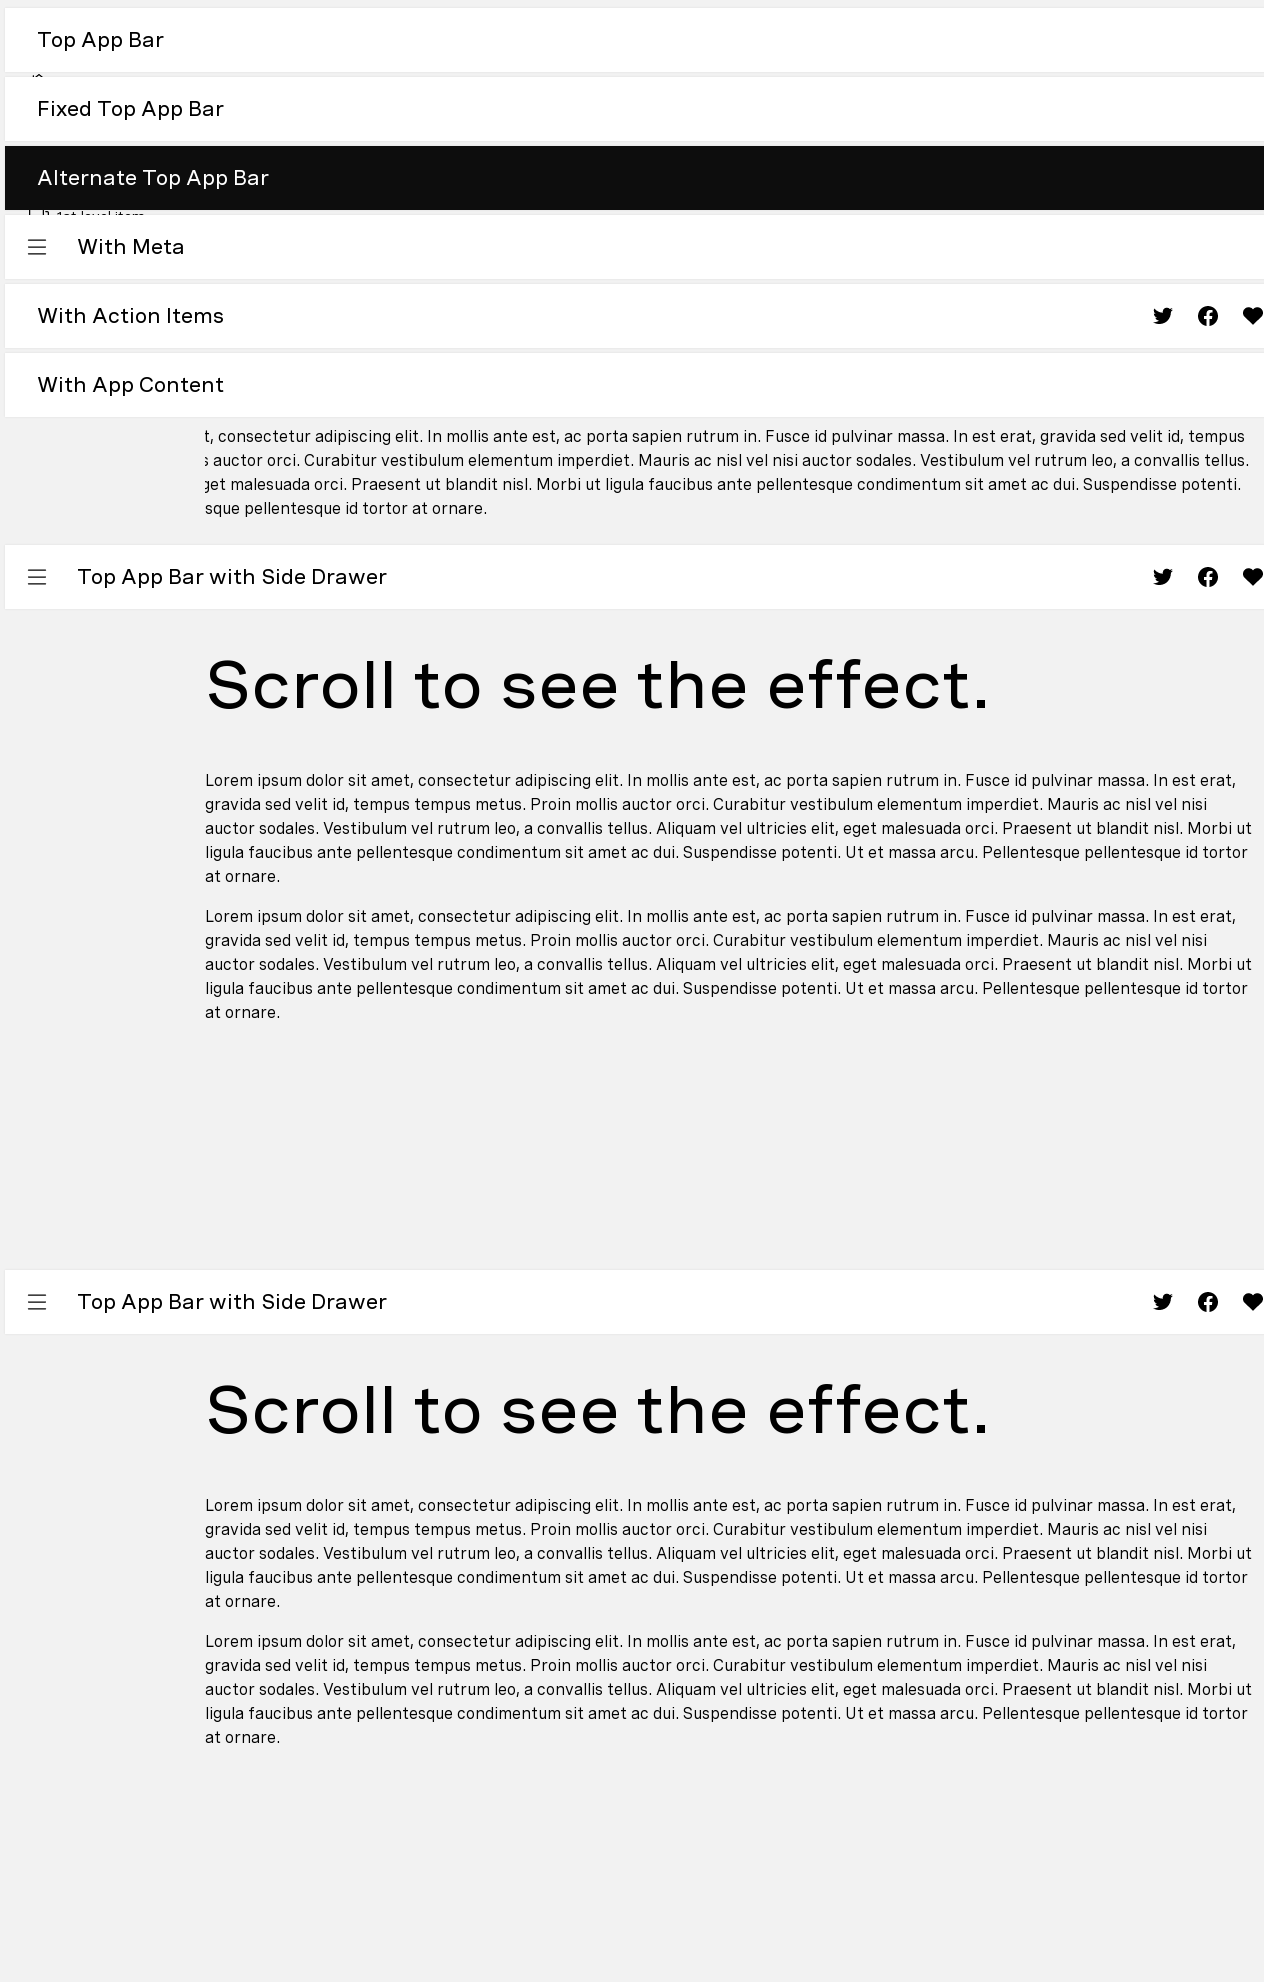 Top App Bar
Fixed Top App Bar
Alternate Top App Bar
With Meta
With Action Items
With App Content
t, consectetur adipiscing elit. In mollis ante est, ac porta sapien rutrum in. Fusce id pulvinar massa. In est erat, gravida sed velit id, tempus
auctor orci. Curabitur vestibulum elementum imperdiet. Mauris ac nisl vel nisi auctor sodales. Vestibulum vel rutrum leo, a convallis tellus.
get malesuada orci. Praesent ut blandit nisl. Morbi ut ligula faucibus ante pellentesque condimentum sit amet ac dui. Suspendisse potenti.
sque pellentesque id tortor at ornare.
Top App Bar with Side Drawer
Scroll to see the effect.
Lorem ipsum dolor sit amet, consectetur adipiscing elit. In mollis ante est, ac porta sapien rutrum in. Fusce id pulvinar massa. In est erat,
gravida sed velit id, tempus tempus metus. Proin mollis auctor orci. Curabitur vestibulum elementum imperdiet. Mauris ac nisl vel nisi
auctor sodales. Vestibulum vel rutrum leo, a convallis tellus. Aliquam vel ultricies elit, eget malesuada orci. Praesent ut blandit nisl. Morbi ut
ligula faucibus ante pellentesque condimentum sit amet ac dui. Suspendisse potenti. Ut et massa arcu. Pellentesque pellentesque id tortor
at ornare.
Lorem ipsum dolor sit amet, consectetur adipiscing elit. In mollis ante est, ac porta sapien rutrum in. Fusce id pulvinar massa. In est erat,
gravida sed velit id, tempus tempus metus. Proin mollis auctor orci. Curabitur vestibulum elementum imperdiet. Mauris ac nisl vel nisi
auctor sodales. Vestibulum vel rutrum leo, a convallis tellus. Aliquam vel ultricies elit, eget malesuada orci. Praesent ut blandit nisl. Morbi ut
ligula faucibus ante pellentesque condimentum sit amet ac dui. Suspendisse potenti. Ut et massa arcu. Pellentesque pellentesque id tortor
at ornare.
Top App Bar with Side Drawer
Scroll to see the effect.
Lorem ipsum dolor sit amet, consectetur adipiscing elit. In mollis ante est, ac porta sapien rutrum in. Fusce id pulvinar massa. In est erat,
gravida sed velit id, tempus tempus metus. Proin mollis auctor orci. Curabitur vestibulum elementum imperdiet. Mauris ac nisl vel nisi
auctor sodales. Vestibulum vel rutrum leo, a convallis tellus. Aliquam vel ultricies elit, eget malesuada orci. Praesent ut blandit nisl. Morbi ut
ligula faucibus ante pellentesque condimentum sit amet ac dui. Suspendisse potenti. Ut et massa arcu. Pellentesque pellentesque id tortor
at ornare.
Lorem ipsum dolor sit amet, consectetur adipiscing elit. In mollis ante est, ac porta sapien rutrum in. Fusce id pulvinar massa. In est erat,
gravida sed velit id, tempus tempus metus. Proin mollis auctor orci. Curabitur vestibulum elementum imperdiet. Mauris ac nisl vel nisi
auctor sodales. Vestibulum vel rutrum leo, a convallis tellus. Aliquam vel ultricies elit, eget malesuada orci. Praesent ut blandit nisl. Morbi ut
ligula faucibus ante pellentesque condimentum sit amet ac dui. Suspendisse potenti. Ut et massa arcu. Pellentesque pellentesque id tortor
at ornare.